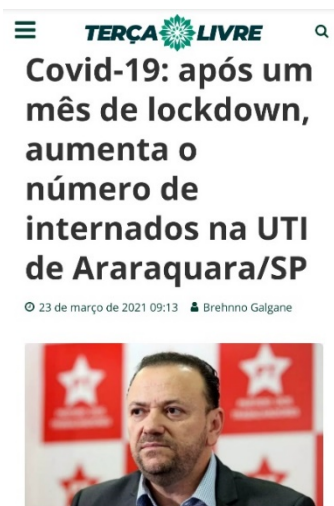 TERÇA LIVRE
Covid-19: após um
mês de lockdown,
aumenta o
número de
internados na UTI
de Araraquara/SP
23 de março de 2021 09:13 Brehnno Galgane
PT